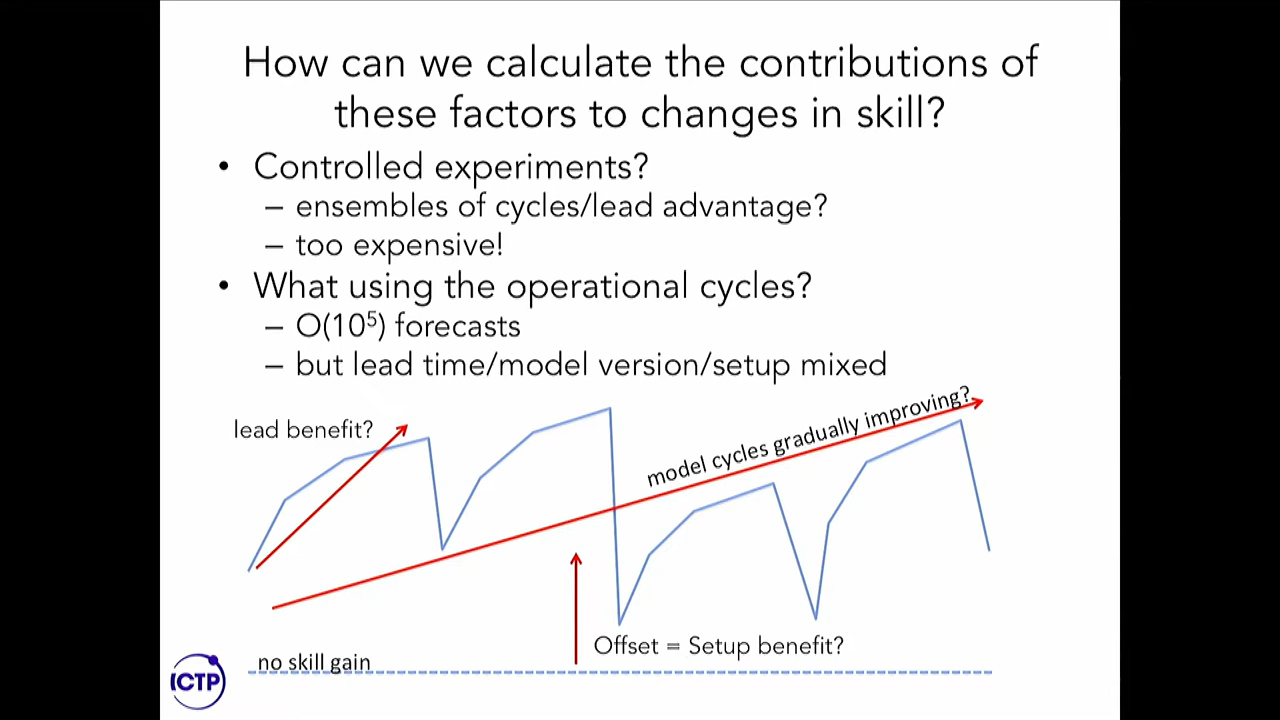 How can we calculate the contributions of
these factors to changes in skill?
• Controlled experiments?
– ensembles of cycles/lead advantage?
– too expensive!
• What using the operational cycles?
– O(10⁵) forecasts
– but lead time/model version/setup mixed
lead benefit?
model cycles gradually improving?
Offset = Setup benefit?
no skill gain
ICTP